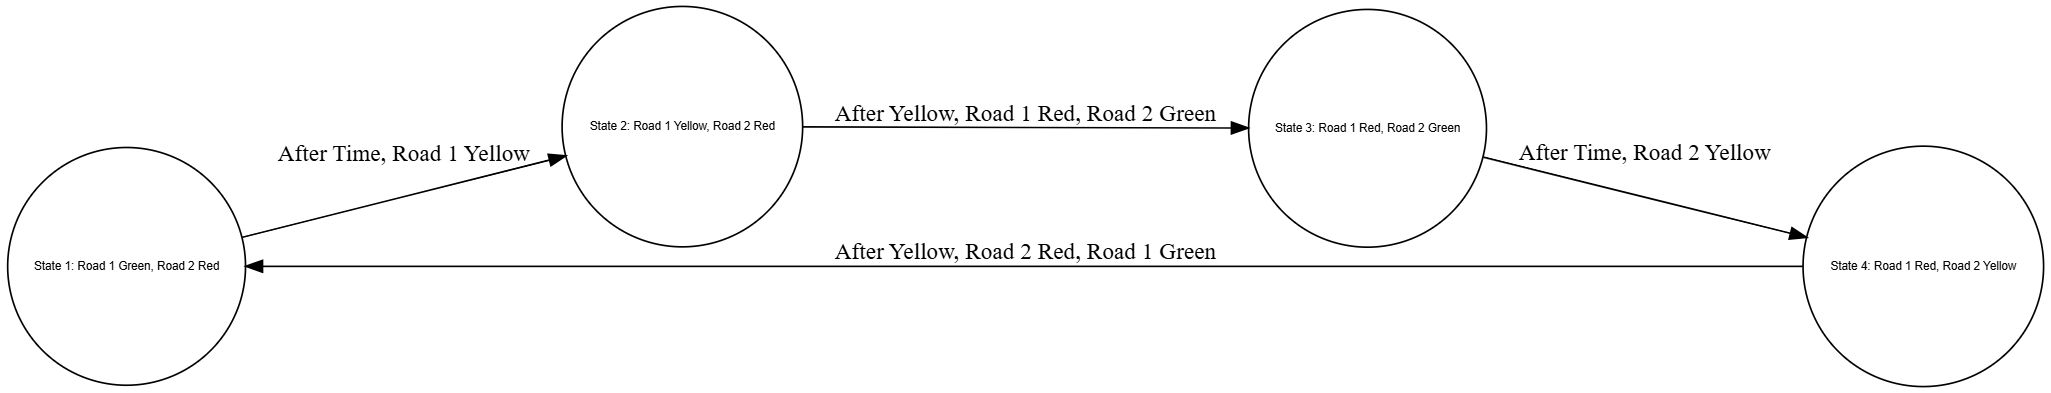 State 1: Road 1 Green, Road 2 Red
After Time, Road 1 Yellow
State 2: Road 1 Yellow, Road 2 Red
After Yellow, Road 1 Red, Road 2 Green
State 3: Road 1 Red, Road 2 Green
After Time, Road 2 Yellow
State 4: Road 1 Red, Road 2 Yellow
After Yellow, Road 2 Red, Road 1 Green